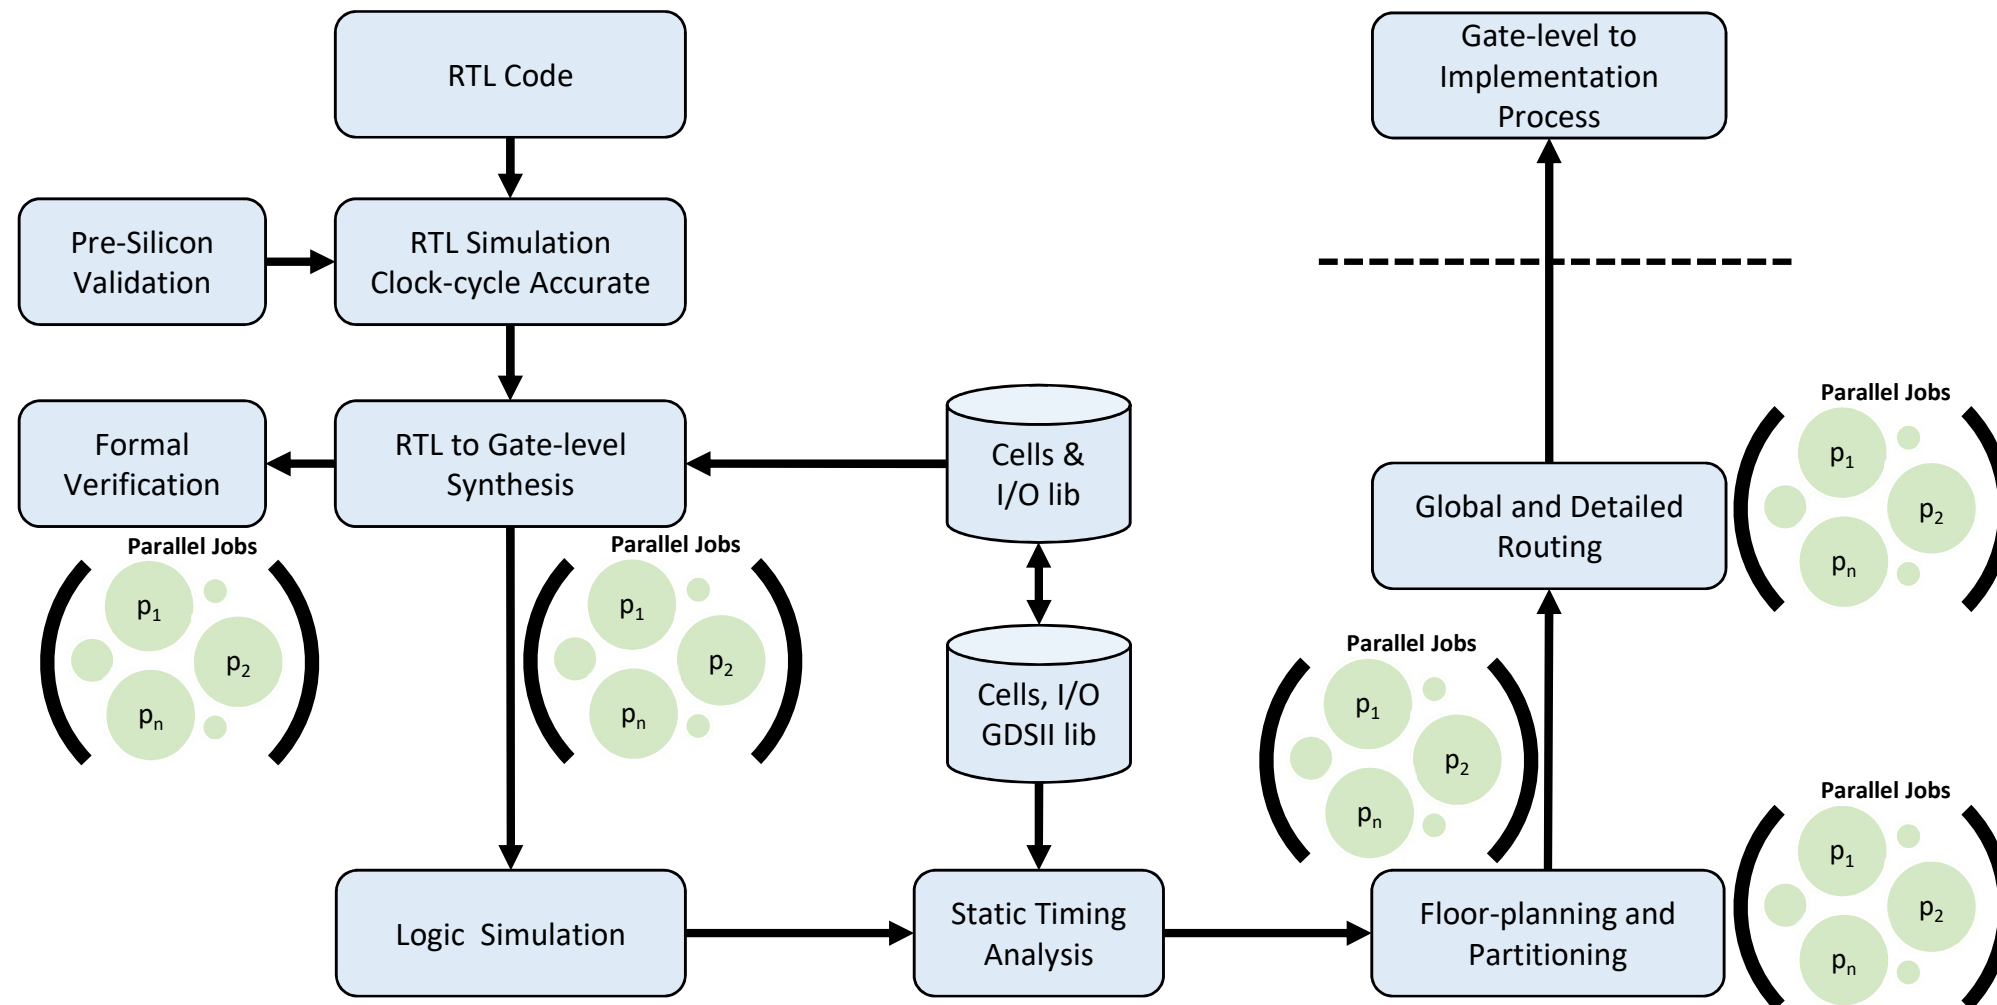 RTL Code
Gate-level to
Implementation
Process
Pre-Silicon
Validation
RTL Simulation
Clock-cycle Accurate
Formal
Verification
RTL to Gate-level
Synthesis
Cells &
I/O lib
Parallel Jobs
p1
p2
pn
Global and Detailed
Routing
Parallel Jobs
p1
p2
pn
Parallel Jobs
p1
p2
pn
Cells, I/O
GDSII lib
Parallel Jobs
p1
p2
pn
Parallel Jobs
p1
p2
pn
Logic  Simulation
Static Timing
Analysis
Floor-planning and
Partitioning